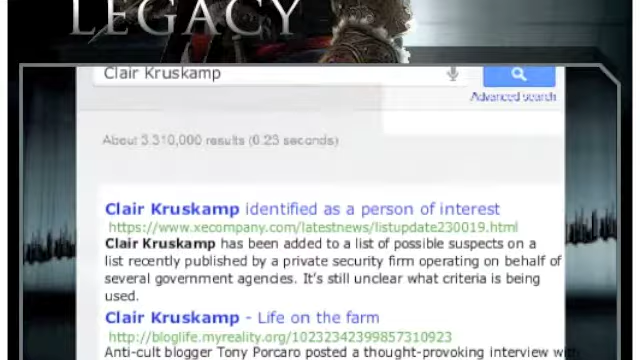 LEGACY
Clair Kruskamp
Advanced search
About 3,310,000 results (0.23 seconds)
Clair Kruskamp identified as a person of interest
https://www.xecompany.com/latestnews/listupdate230019.html
Clair Kruskamp has been added to a list of possible suspects on a
list recently published by a private security firm operating on behalf of
several government agencies. It's still unclear what criteria is being
used.
Clair Kruskamp - Life on the farm
http://bloglife.myreality.org/10232342399857310923
Anti-cult blogger Tony Porcaro posted a thought-provoking interview with